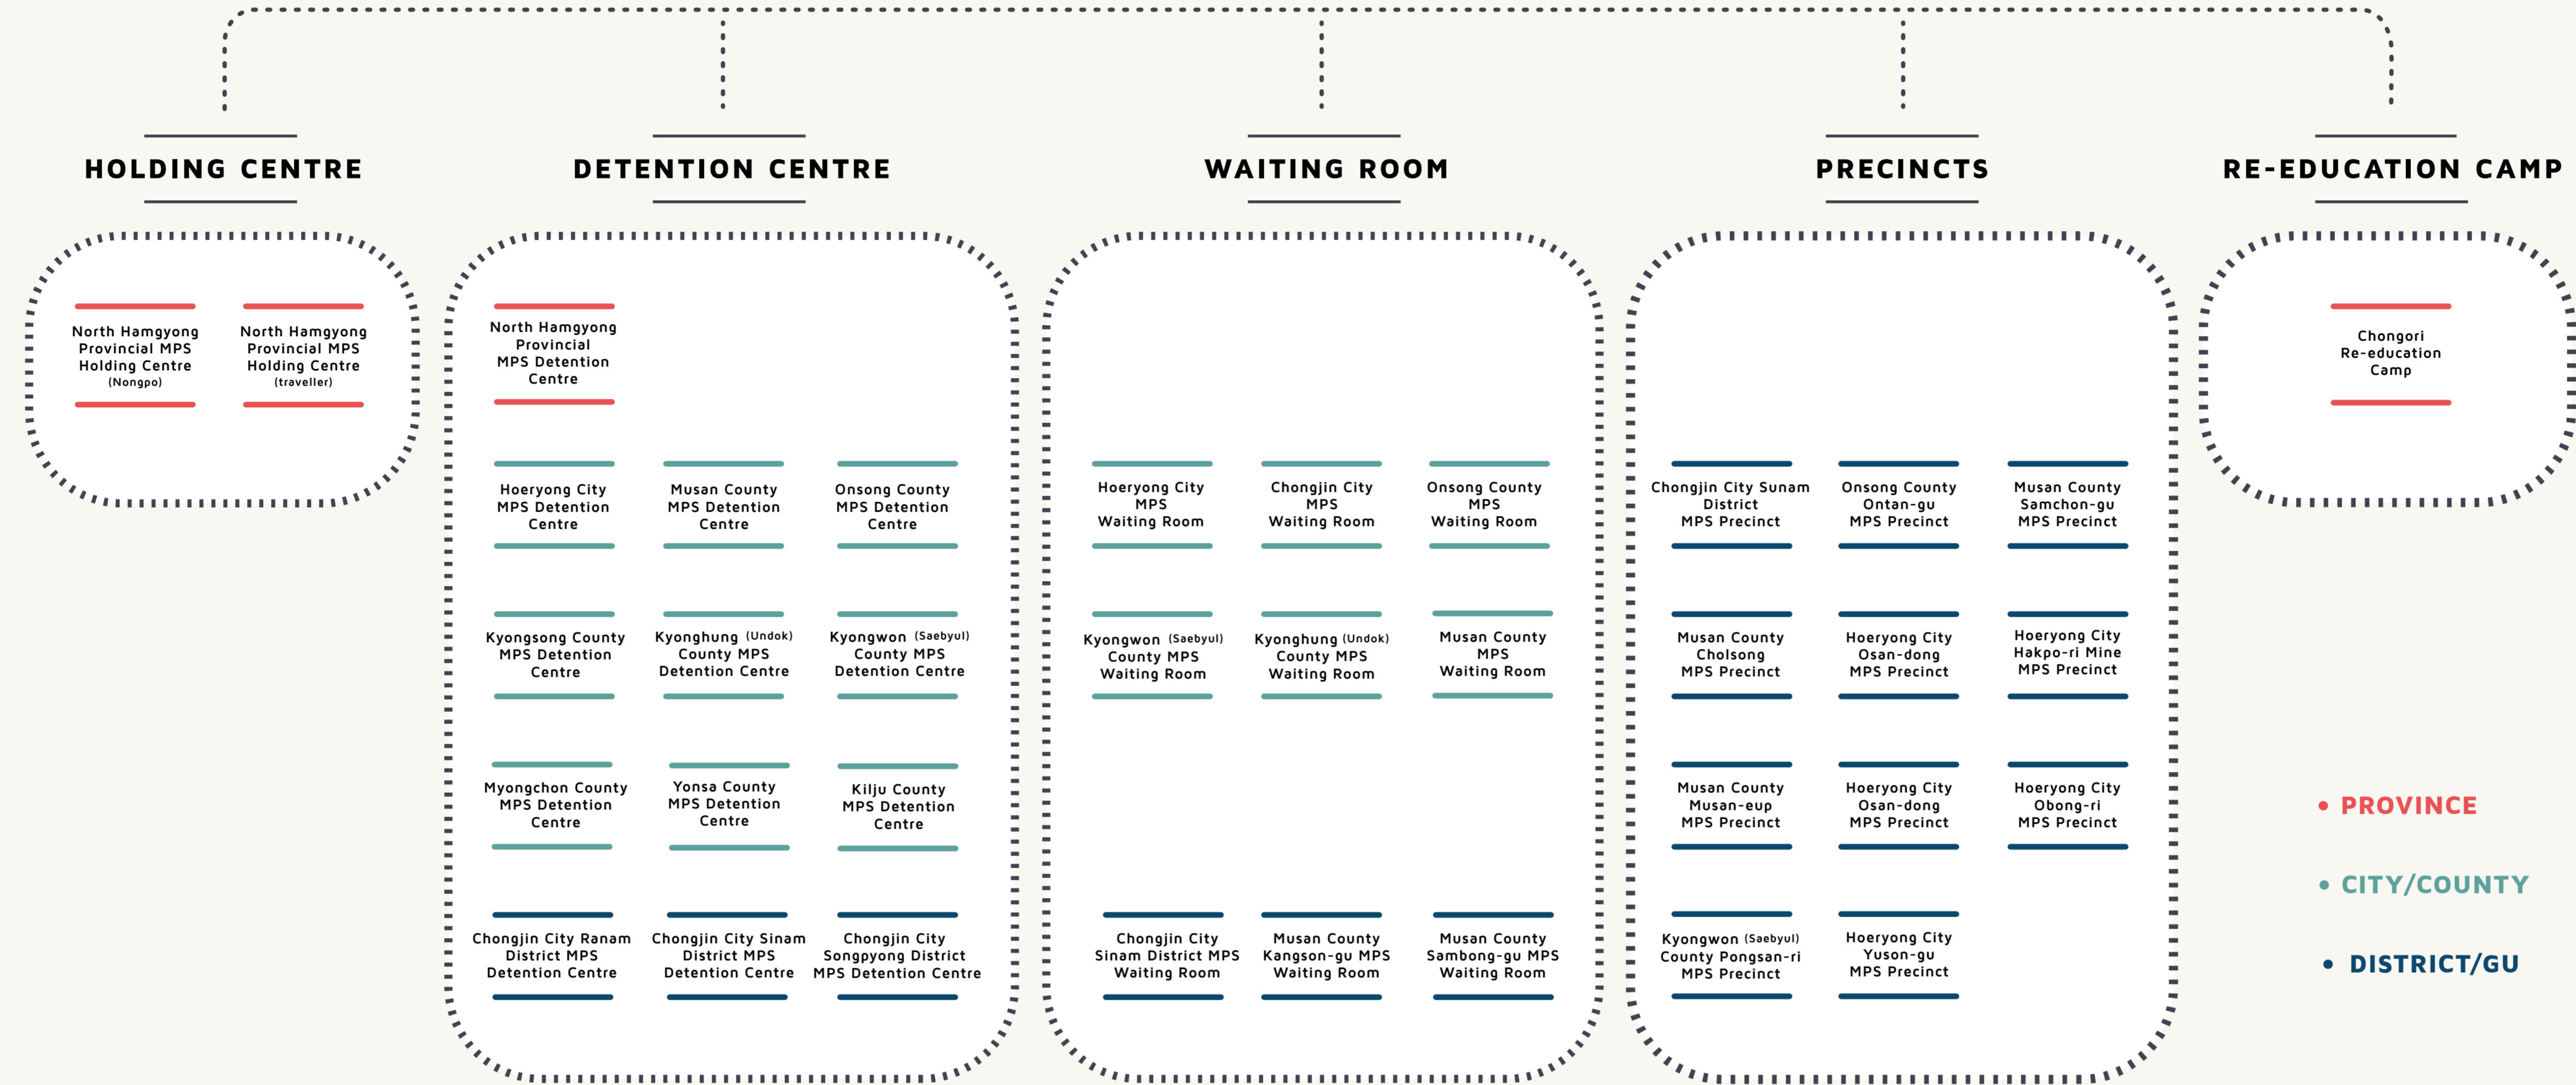 HOLDING CENTRE
North Hamgyong
Provincial MPS
Holding Centre
(Nongpo)
North Hamgyong
Provincial MPS
Holding Centre
(traveller)
DETENTION CENTRE
North Hamgyong
Provincial
MPS Detention
Centre
Hoeryong City
MPS Detention
Centre
Musan County
MPS Detention
Centre
Onsong County
MPS Detention
Centre
Kyongsong County
MPS Detention
Centre
Kyonghung (Undok)
County MPS
Detention Centre
Kyongwon (Saebyul)
County MPS
Detention Centre
Myongchon County
MPS Detention
Centre
Yonsa County
MPS Detention
Centre
Kilju County
MPS Detention
Centre
Chongjin City Ranam
District MPS
Detention Centre
Chongjin City Sinam
District MPS
Detention Centre
Chongjin City
Songpyong District
MPS Detention Centre
WAITING ROOM
Hoeryong City
MPS
Waiting Room
Chongjin City
MPS
Waiting Room
Onsong County
MPS
Waiting Room
Kyongwon (Saebyul)
County MPS
Waiting Room
Kyonghung (Undok)
County MPS
Waiting Room
Musan County
MPS
Waiting Room
Chongjin City
Sinam District MPS
Waiting Room
Musan County
Kangson-gu MPS
Waiting Room
Musan County
Sambong-gu MPS
Waiting Room
PRECINCTS
Chongjin City Sunam
District
MPS Precinct
Onsong County
Ontan-gu
MPS Precinct
Musan County
Samchon-gu
MPS Precinct
Musan County
Cholsong
MPS Precinct
Hoeryong City
Osan-dong
MPS Precinct
Hoeryong City
Hakpo-ri Mine
MPS Precinct
Musan County
Musan-eup
MPS Precinct
Hoeryong City
Osan-dong
MPS Precinct
Hoeryong City
Obong-ri
MPS Precinct
Kyongwon (Saebyul)
County Pongsan-ri
MPS Precinct
Hoeryong City
Yuson-gu
MPS Precinct
RE-EDUCATION CAMP
Chongori
Re-education
Camp
• PROVINCE
• CITY/COUNTY
• DISTRICT/GU